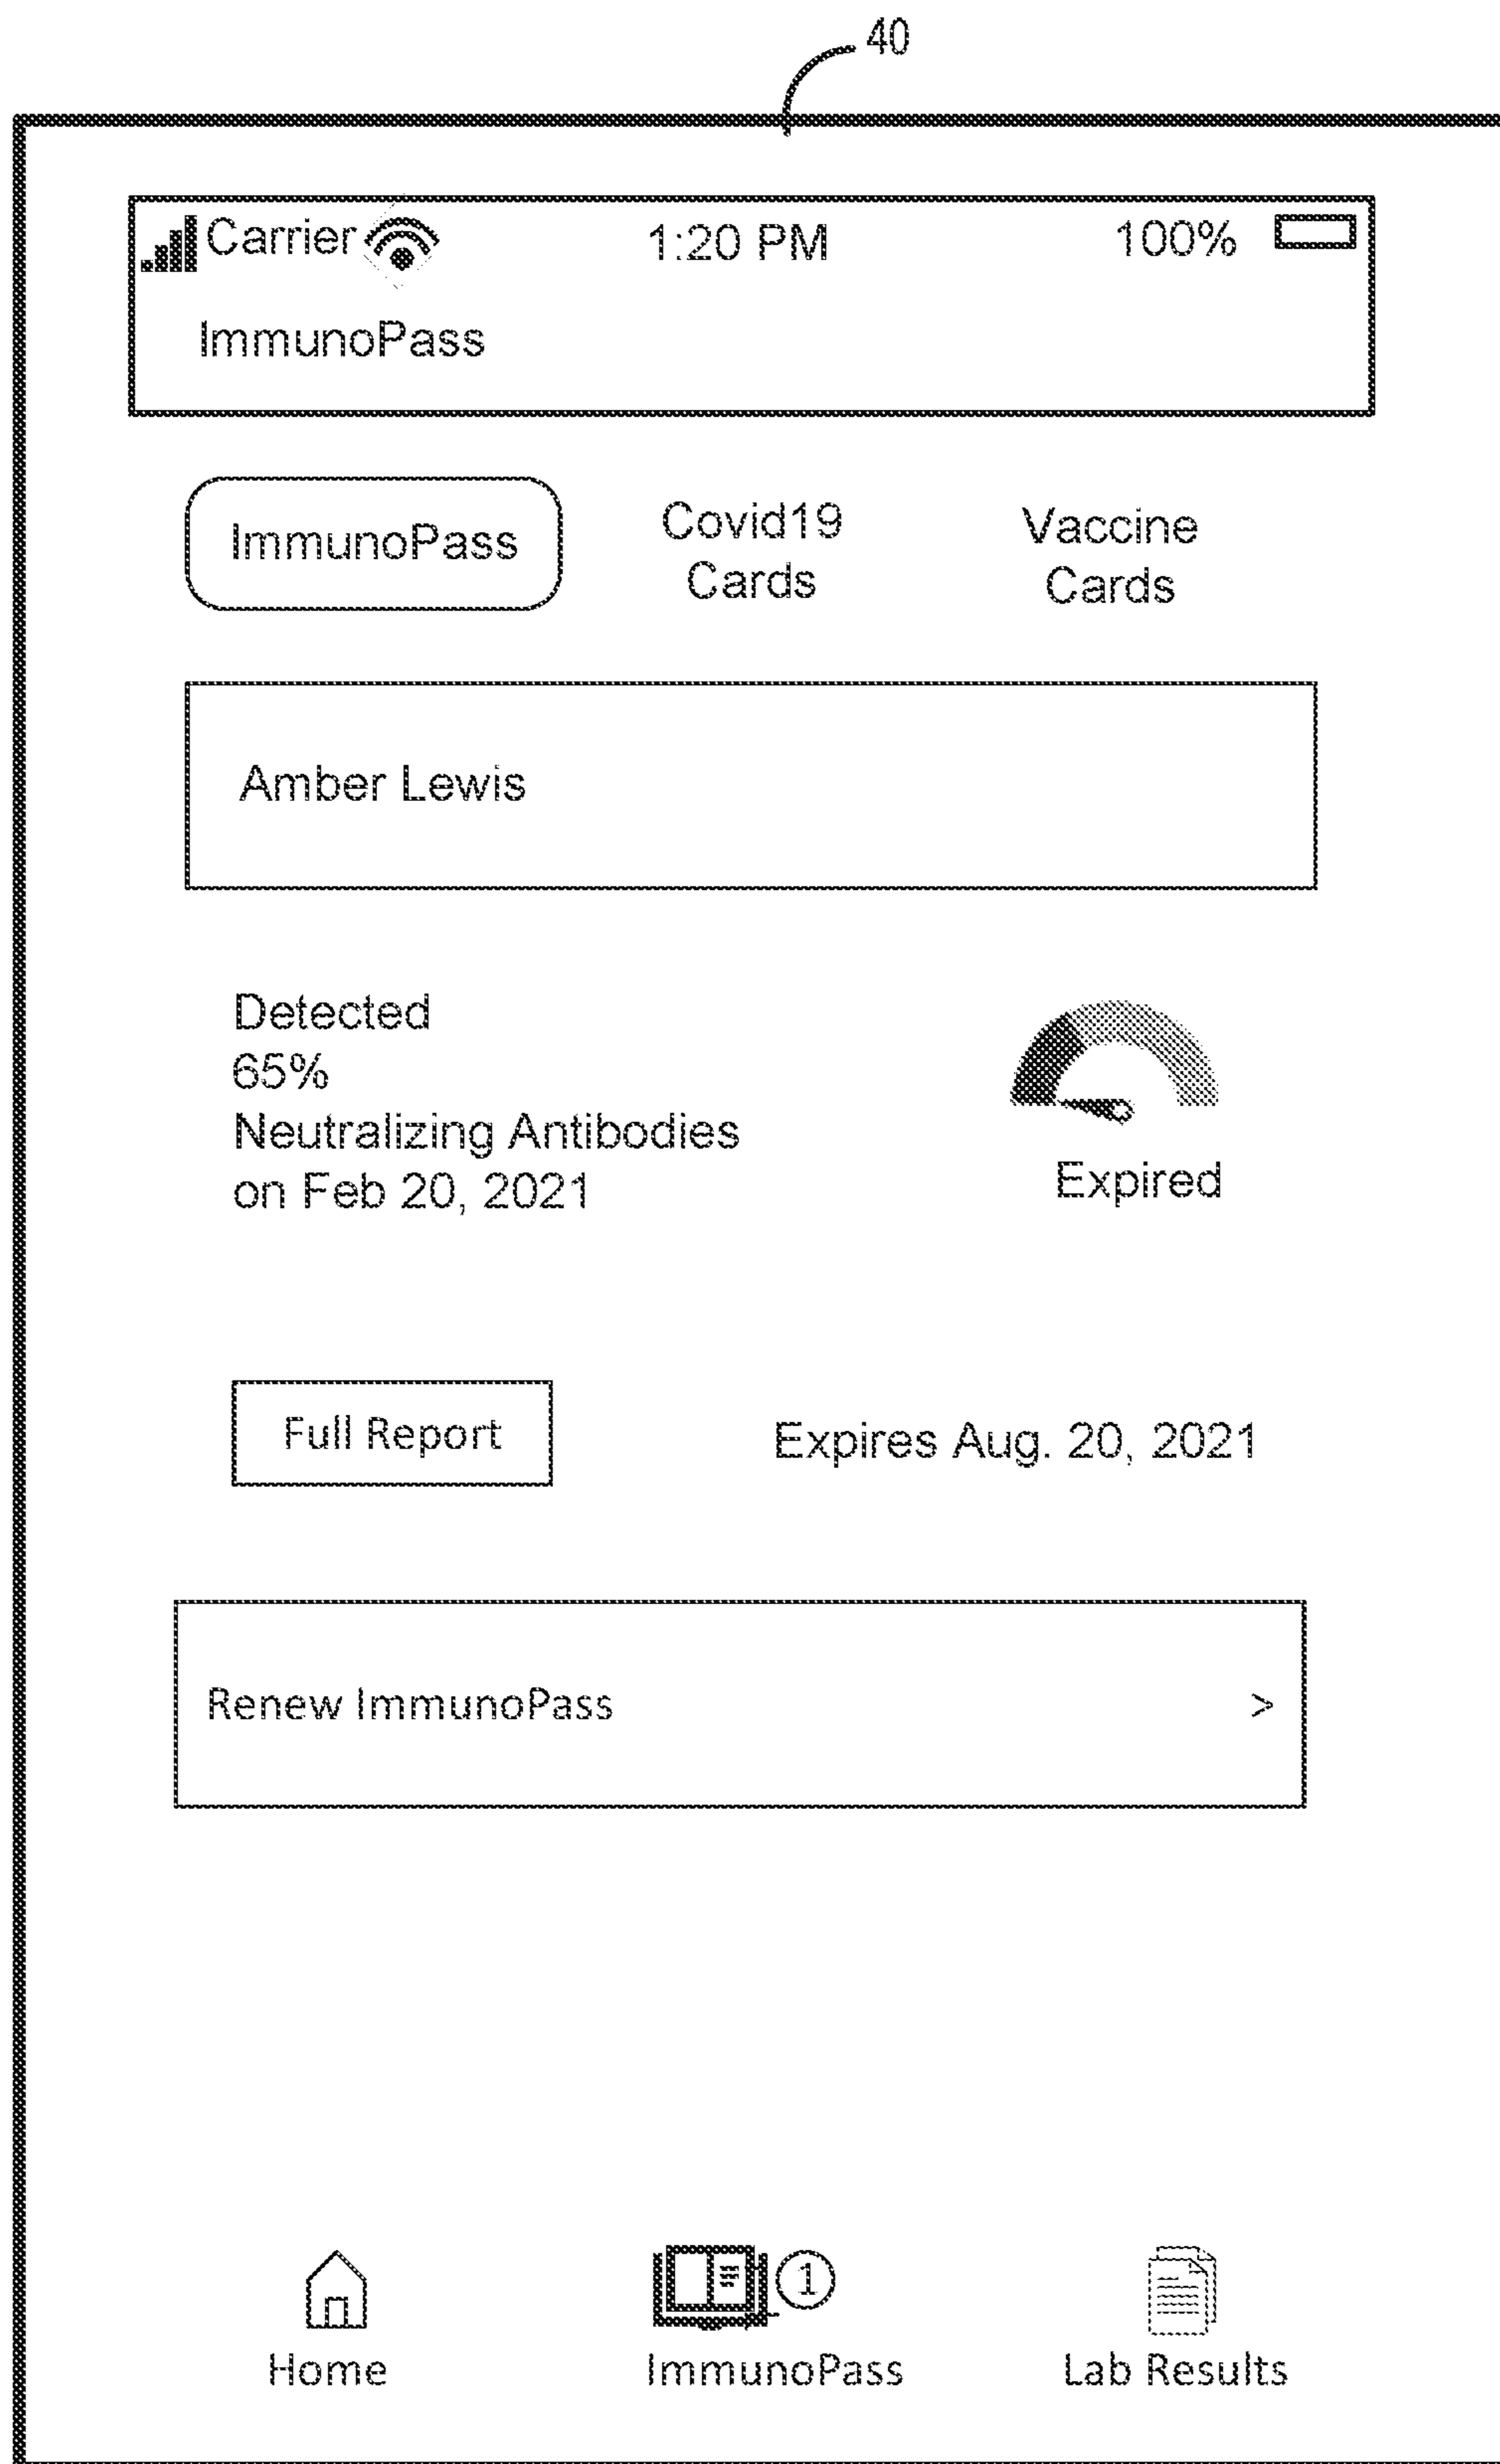 40
Carrier 1:20 PM 100%
ImmunoPass
ImmunoPass
Covid19
Cards
Vaccine
Cards
Amber Lewis
Detected
65%
Neutralizing Antibodies
on Feb 20, 2021
Expired
Full Report
Expires Aug. 20, 2021
Renew ImmunoPass >
1
Home
ImmunoPass
Lab Results